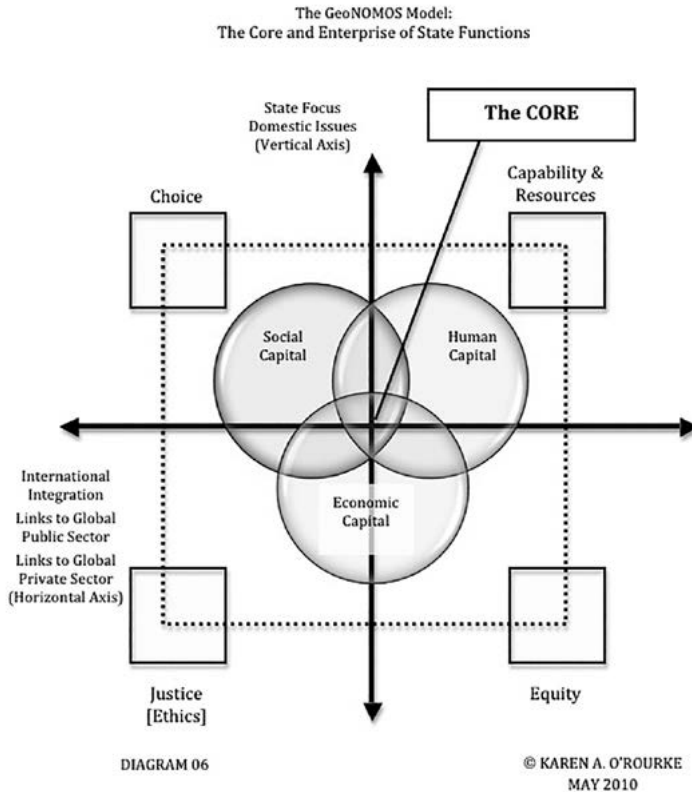 The GeoNOMOS Model:
The Core and Enterprise of State Functions
State Focus
Domestic Issues
(Vertical Axis)
The CORE
Choice
Capability &
Resources
Social
Capital
Human
Capital
Economic
Capital
International
Integration
Links to Global
Public Sector
Links to Global
Private Sector
(Horizontal Axis)
Justice
[Ethics]
Equity
DIAGRAM 06
© KAREN A. O'ROURKE
MAY 2010